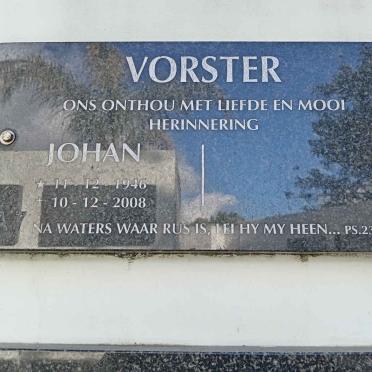 VORSTER
ONS ONTHOU MET LIEFDE EN MOOI
HERINNERING
JOHAN
★ 11 - 12 - 1946
† 10 - 12 - 2008
NA WATERS WAAR RUS IS, LEI HY MY HEEN... PS.23